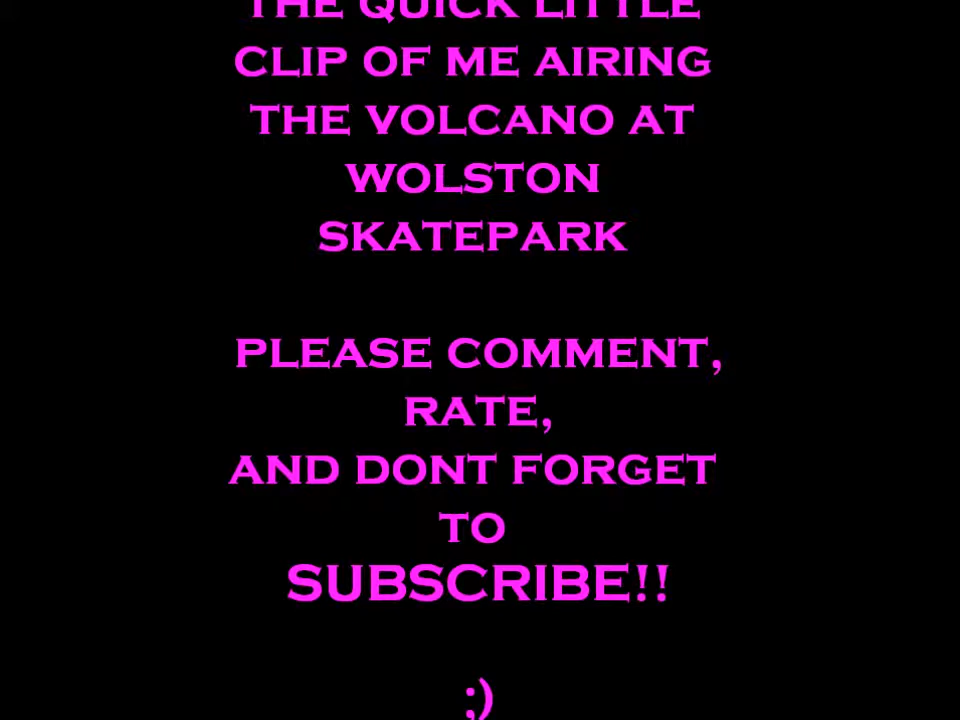 THE QUICK LITTLE
CLIP OF ME AIRING
THE VOLCANO AT
WOLSTON
SKATEPARK
PLEASE COMMENT,
RATE,
AND DONT FORGET
TO
SUBSCRIBE!!
;)